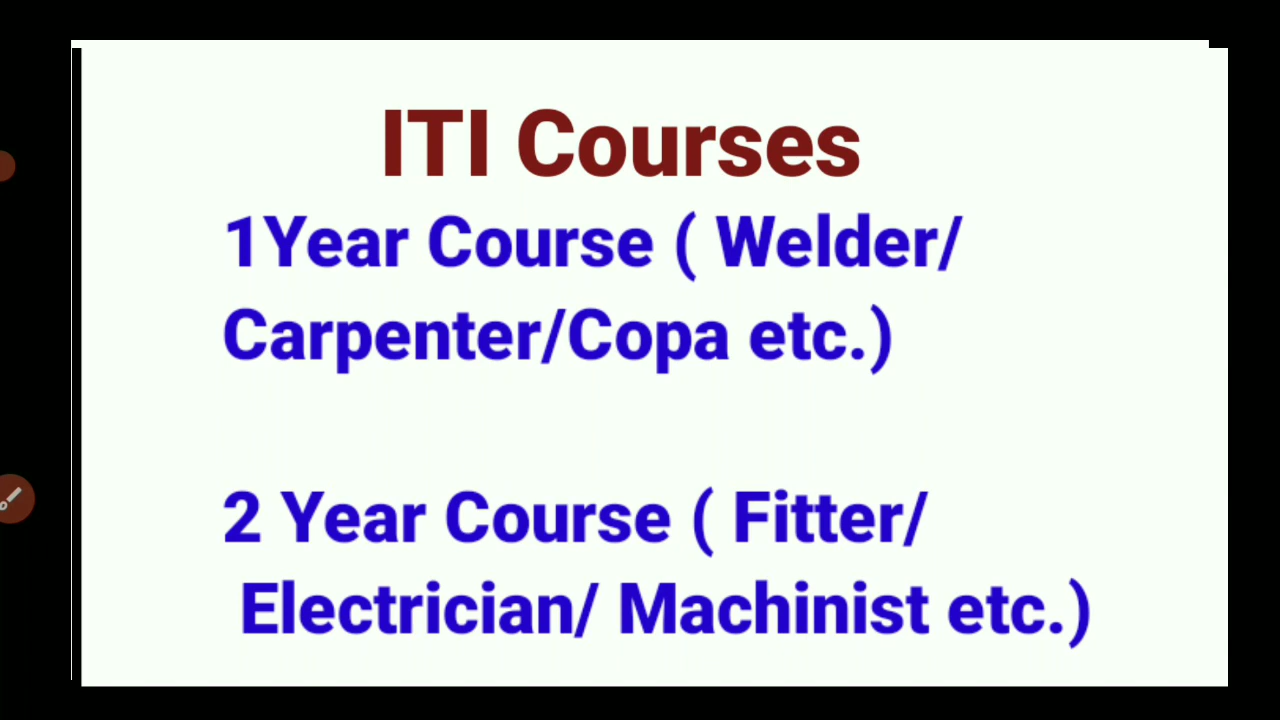 ITI Courses
1Year Course ( Welder/
Carpenter/Copa etc.)
2 Year Course ( Fitter/
Electrician/ Machinist etc.)